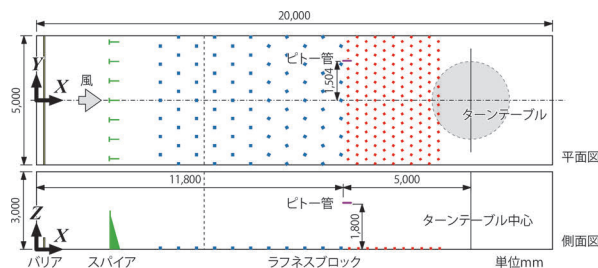 20,000
ピトー管
Y
X
風
5,000
1,504
ターンテーブル
平面図
11,800
5,000
ピトー管
3,000
Z
X
1,800
ターンテーブル中心
側面図
バリア
スパイア
ラフネスブロック
単位mm